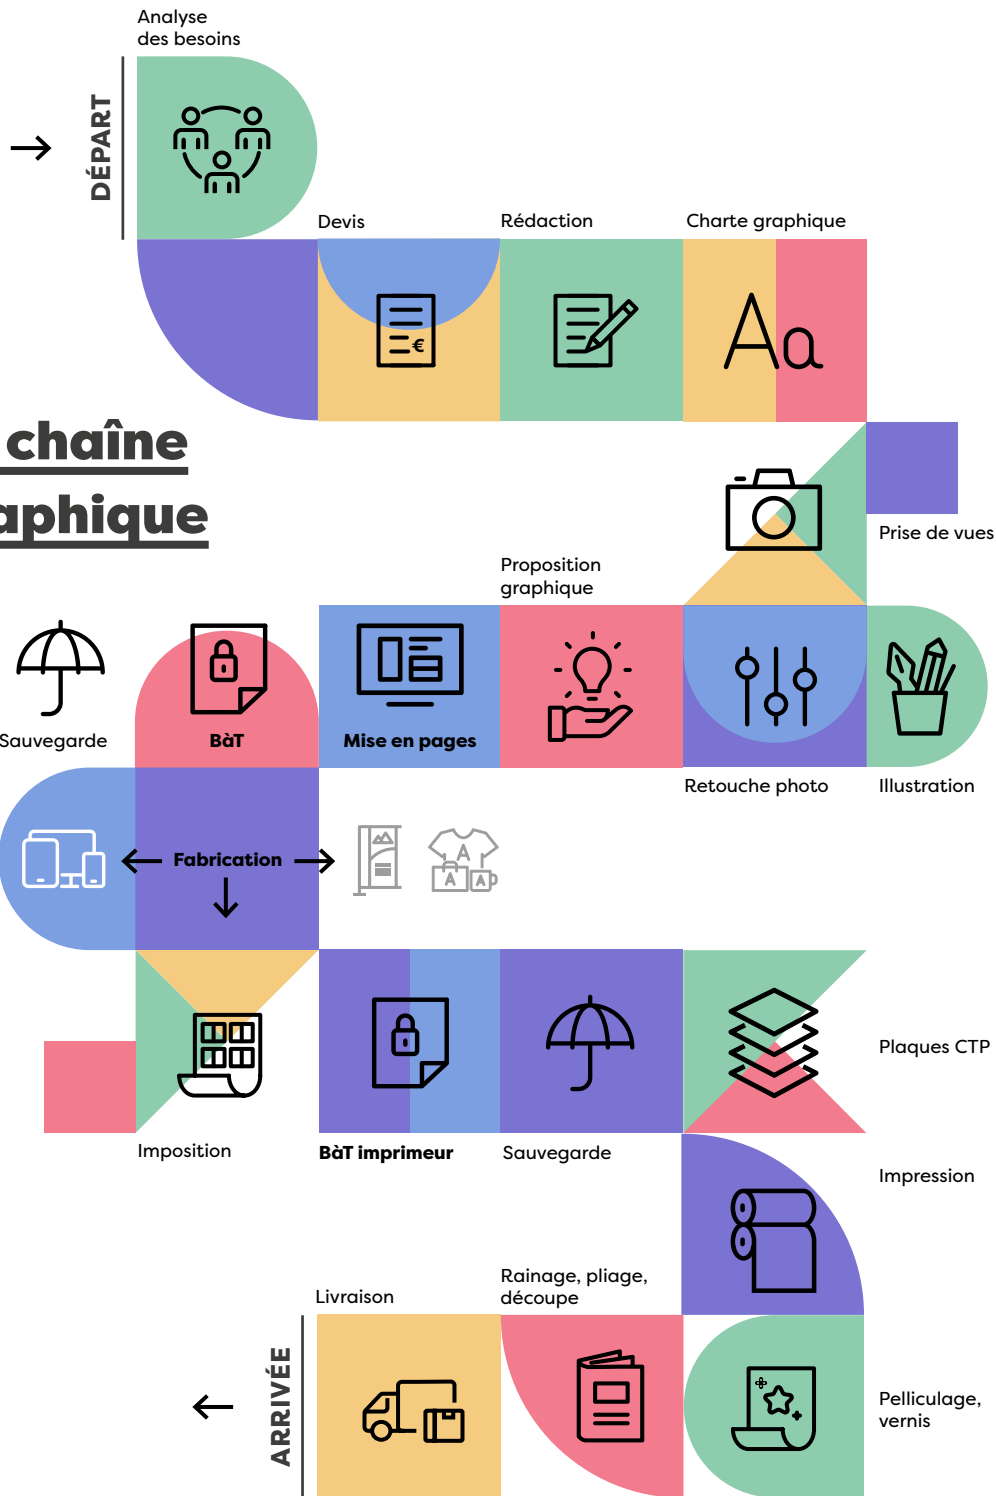 Analyse
des besoins
DÉPART
Devis
Rédaction
Charte graphique
chaîne
aphique
Prise de vues
Proposition
graphique
Sauvegarde
BàT
Mise en pages
Retouche photo
Illustration
Fabrication
Plaques CTP
Imposition
BàT imprimeur
Sauvegarde
Impression
Rainage, pliage,
découpe
Livraison
ARRIVÉE
Pelliculage,
vernis